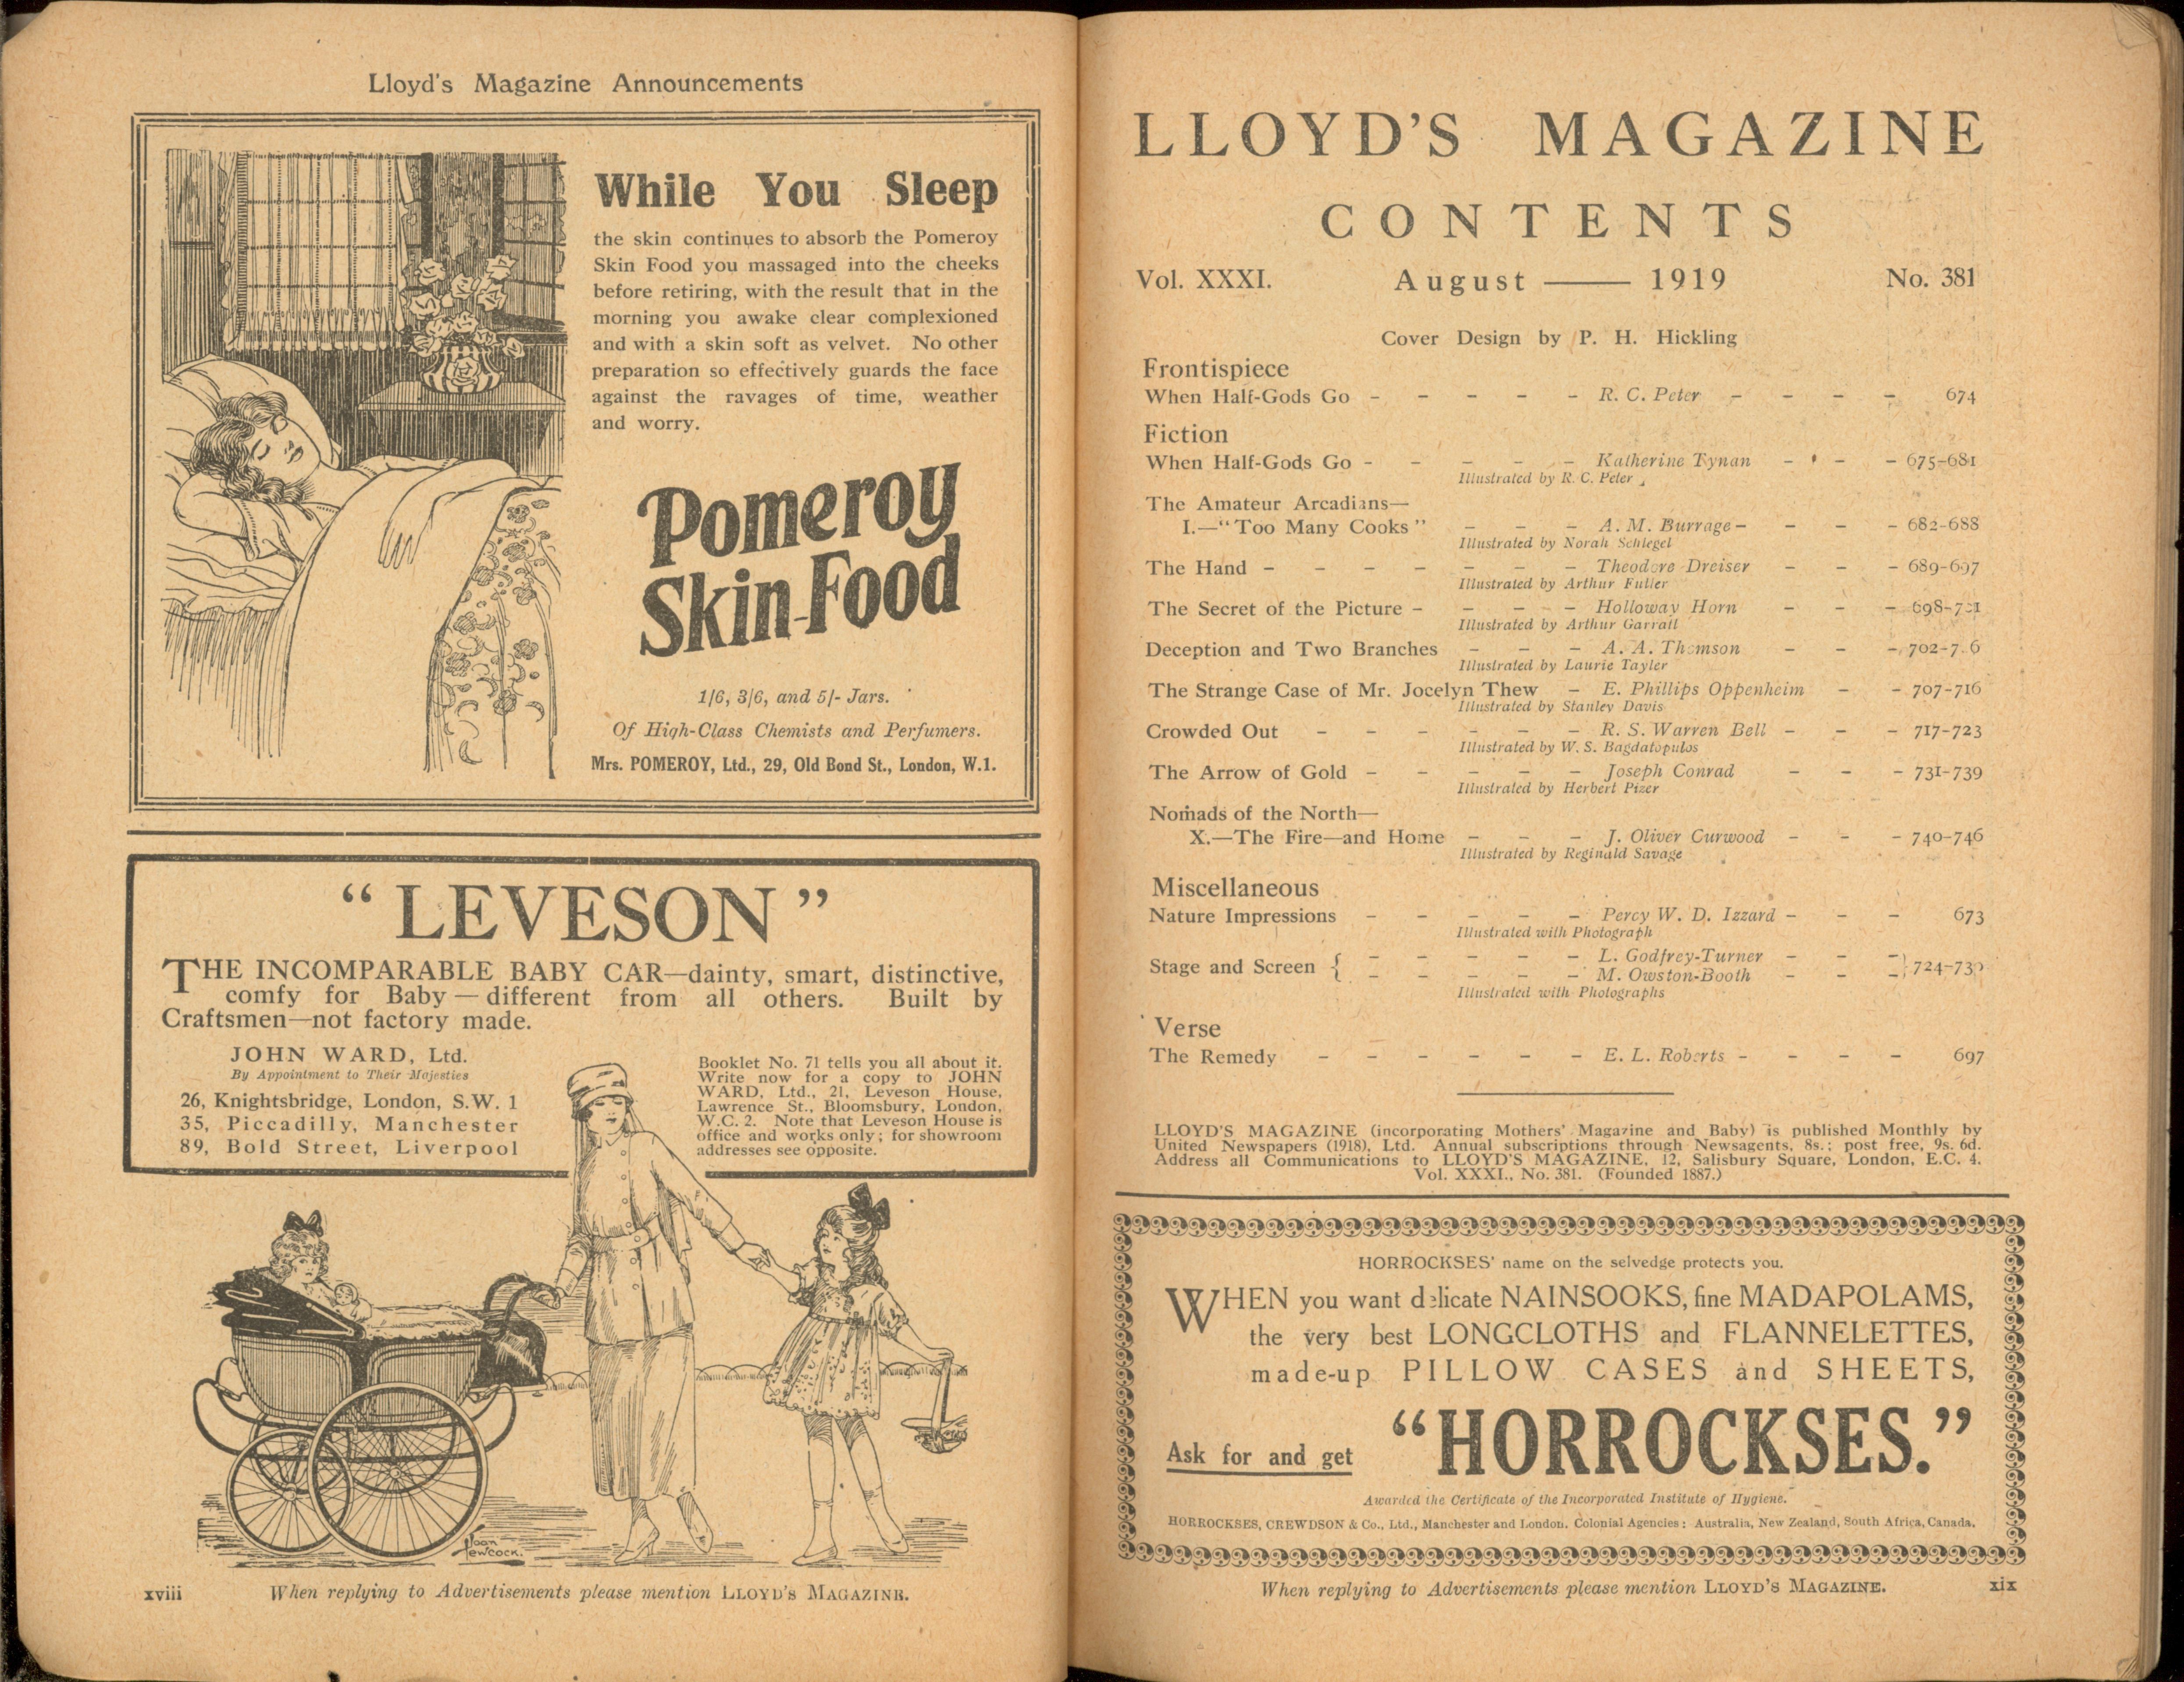 Lloyd's Magazine Announcements
While You Sleep
the skin continues to absorb the Pomeroy
Skin Food you massaged into the cheeks
before retiring, with the result that in the
morning you awake clear complexioned
and with a skin soft as velvet. No other
preparation so effectively guards the face
against the ravages of time, weather
and worry.
Pomeroy
Skin-Food
1/6, 3/6, and 5/- Jars.
Of High-Class Chemists and Perfumers.
Mrs. POMEROY, Ltd., 29, Old Bond St., London, W.1.
"LEVESON"
THE INCOMPARABLE BABY CAR—dainty, smart, distinctive,
comfy for Baby — different from all others. Built by
Craftsmen—not factory made.
JOHN WARD, Ltd.
By Appointment to Their Majesties
26, Knightsbridge, London, S.W. 1
35, Piccadilly, Manchester
89, Bold Street, Liverpool
Booklet No. 71 tells you all about it.
Write now for a copy to JOHN
WARD, Ltd., 21, Leveson House,
Lawrence St., Bloomsbury, London,
W.C. 2. Note that Leveson House is
office and works only; for showroom
addresses see opposite.
Joan
Newcock.
xviii When replying to Advertisements please mention LLOYD'S MAGAZINE.
LLOYD'S MAGAZINE
CONTENTS
Vol. XXXI. August — 1919 No. 381
Cover Design by P. H. Hickling
Frontispiece
When Half-Gods Go - - - - - R. C. Peter - - - - 674
Fiction
When Half-Gods Go - - - - - Katherine Tynan - - - 675-681
Illustrated by R. C. Peter
The Amateur Arcadians—
I.—"Too Many Cooks" - - - A. M. Burrage - - - - 682-688
Illustrated by Norah Schlegel
The Hand - - - - - - - Theodore Dreiser - - - 689-697
Illustrated by Arthur Fuller
The Secret of the Picture - - - - Holloway Horn - - - 698-701
Illustrated by Arthur Garratt
Deception and Two Branches - - - A. A. Thomson - - - 702-706
Illustrated by Laurie Tayler
The Strange Case of Mr. Jocelyn Thew - E. Phillips Oppenheim - - 707-716
Illustrated by Stanley Davis
Crowded Out - - - - - - R. S. Warren Bell - - - 717-723
Illustrated by W. S. Bagdatopulos
The Arrow of Gold - - - - - Joseph Conrad - - - 731-739
Illustrated by Herbert Pizer
Nomads of the North—
X.—The Fire—and Home - - - J. Oliver Curwood - - - 740-746
Illustrated by Reginald Savage
Miscellaneous
Nature Impressions - - - - - Percy W. D. Izzard - - - 673
Illustrated with Photograph
Stage and Screen { - - - - - L. Godfrey-Turner - - -
- - - - - M. Owston-Booth - - - } 724-730
Illustrated with Photographs
Verse
The Remedy - - - - - - E. L. Roberts - - - - 697
LLOYD'S MAGAZINE (incorporating Mothers' Magazine and Baby) is published Monthly by
United Newspapers (1918), Ltd. Annual subscriptions through Newsagents, 8s.; post free, 9s. 6d.
Address all Communications to LLOYD'S MAGAZINE, 12, Salisbury Square, London, E.C. 4.
Vol. XXXI., No. 381. (Founded 1887.)
HORROCKSES' name on the selvedge protects you.
WHEN you want delicate NAINSOOKS, fine MADAPOLAMS,
the very best LONGCLOTHS and FLANNELETTES,
made-up PILLOW CASES and SHEETS,
Ask for and get "HORROCKSES."
Awarded the Certificate of the Incorporated Institute of Hygiene.
HORROCKSES, CREWDSON & Co., Ltd., Manchester and London. Colonial Agencies: Australia, New Zealand, South Africa, Canada.
When replying to Advertisements please mention LLOYD'S MAGAZINE. xix